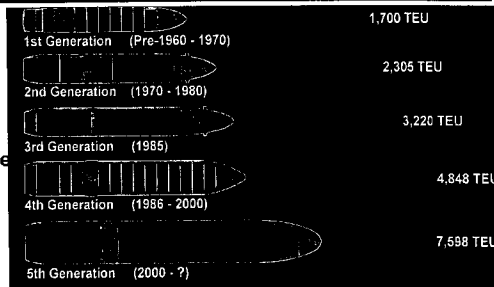 1,700 TEU
1st Generation (Pre-1960 - 1970)
2,305 TEU
2nd Generation (1970 - 1980)
3,220 TEU
3rd Generation (1985)
e
4,848 TEU
4th Generation (1986 - 2000)
7,598 TEU
5th Generation (2000 - ?)